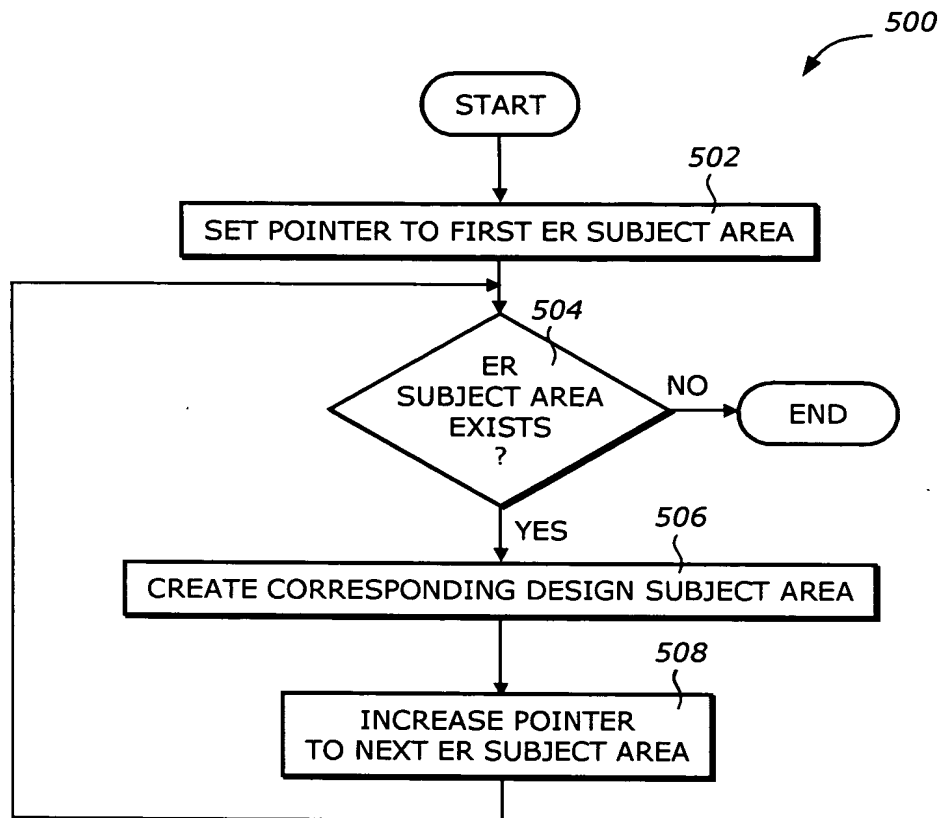 500
START
502
SET POINTER TO FIRST ER SUBJECT AREA
504
ER
SUBJECT AREA
EXISTS
?
NO
END
YES
506
CREATE CORRESPONDING DESIGN SUBJECT AREA
508
INCREASE POINTER
TO NEXT ER SUBJECT AREA